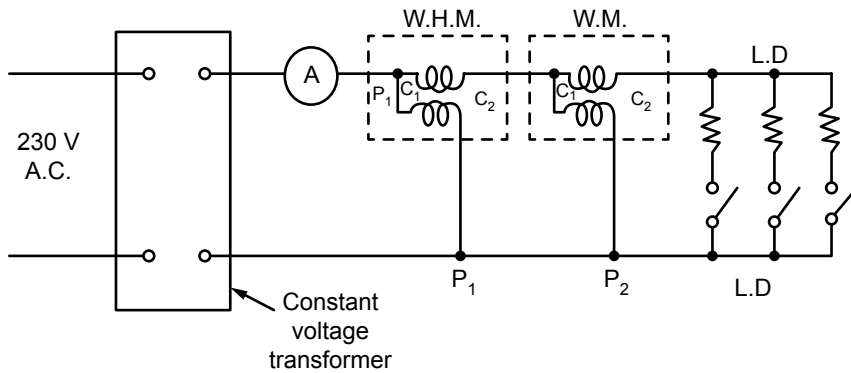 W.H.M.
W.M.
L.D
A
P₁
C₁
C₂
C₁
C₂
230 V
A.C.
P₁
P₂
L.D
Constant
voltage
transformer